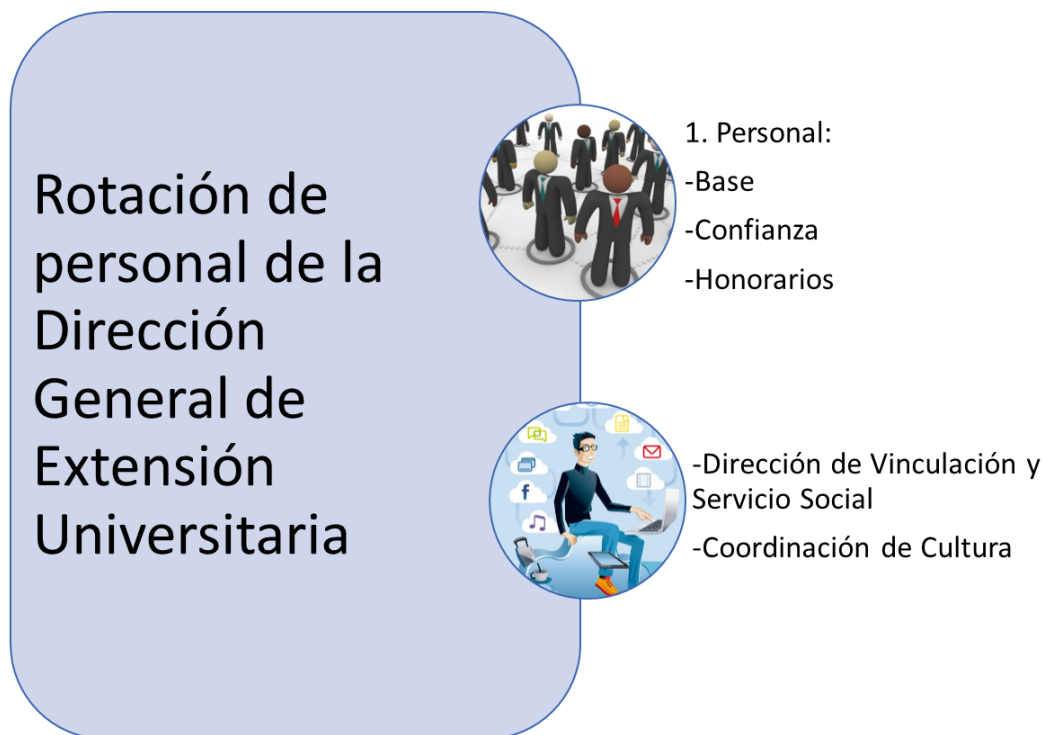 Rotación de
personal de la
Dirección
General de
Extensión
Universitaria
1. Personal:
-Base
-Confianza
-Honorarios
-Dirección de Vinculación y
Servicio Social
-Coordinación de Cultura